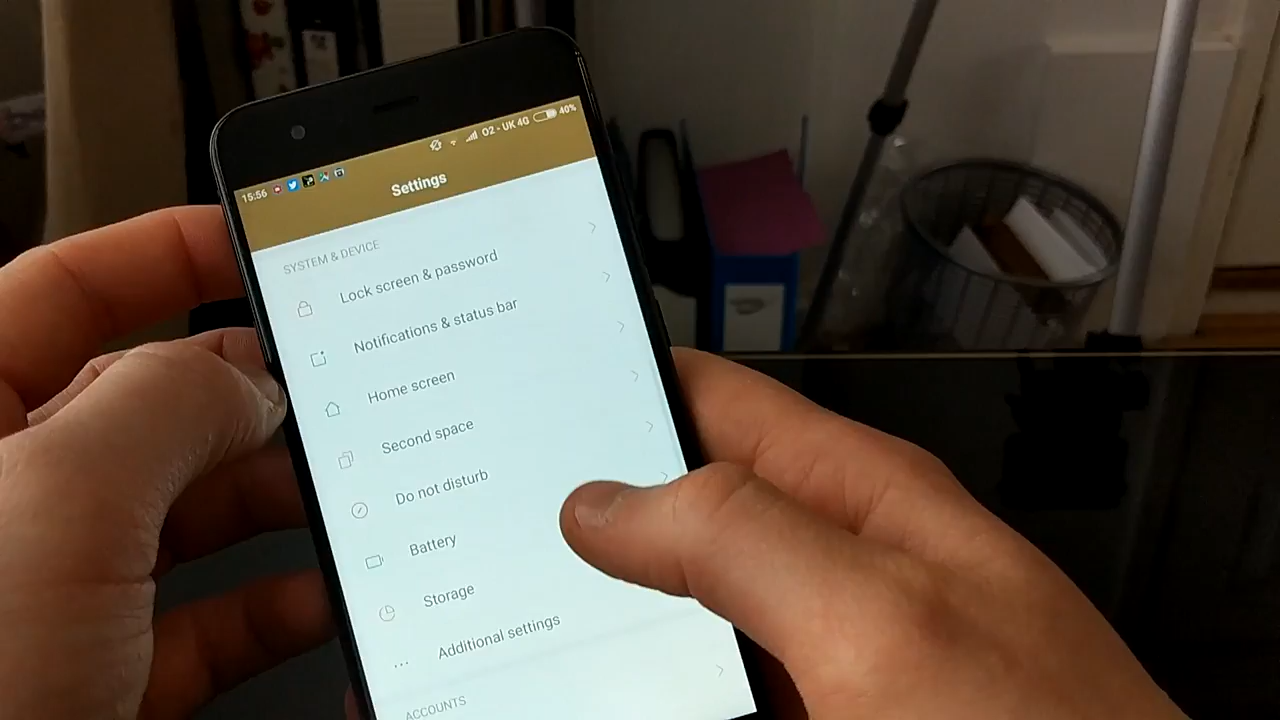 15:56 O2 - UK 4G 40%
Settings
SYSTEM & DEVICE
Lock screen & password
Notifications & status bar
Home screen
Second space
Do not disturb
Battery
Storage
Additional settings
ACCOUNTS